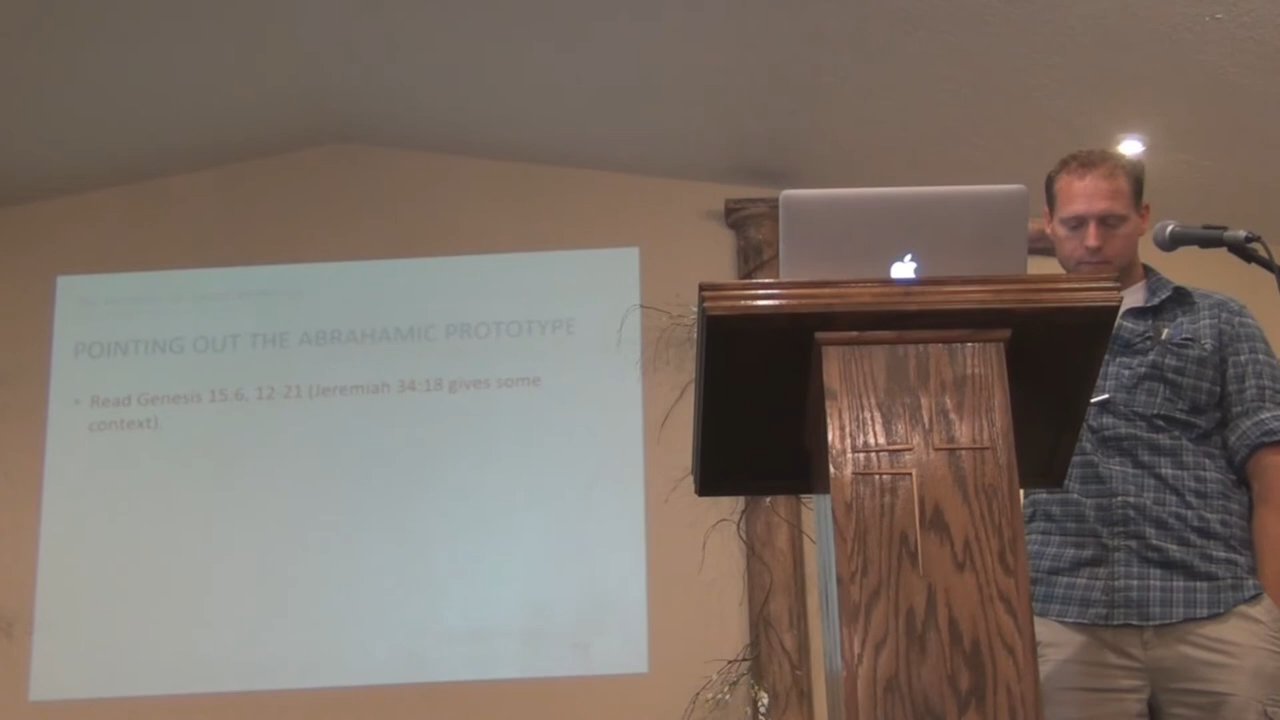 POINTING OUT THE ABRAHAMIC PROTOTYPE
• Read Genesis 15:6, 12-21 (Jeremiah 34:18 gives some
context).